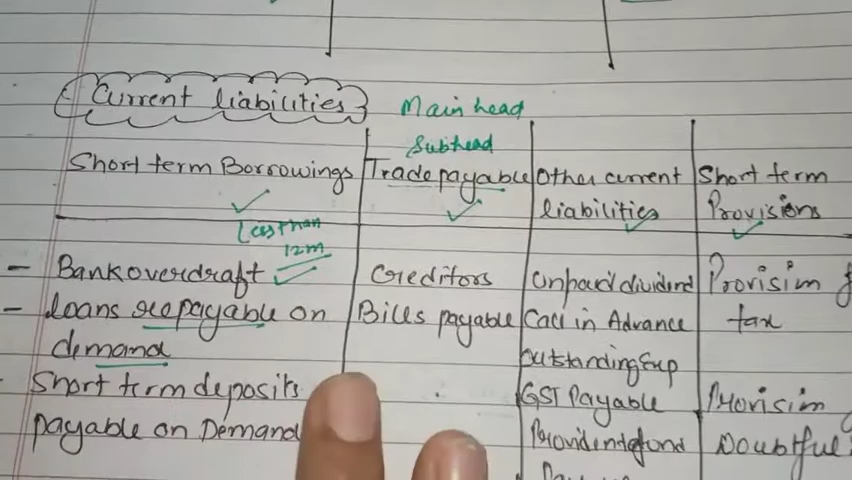 Current liabilities
Main head
Subhead
Short term Borrowings
Less than
12m
- Bank overdraft
- Loans repayable on
demand
- Short term deposits
payable on Demand
Trade payable
Creditors
Bills payable
Other current
liabilities
Unpaid dividend
Call in Advance
Outstanding Exp
GST Payable
Provident fund
Short term
Provisions
Provision
tax
Provision
Doubtful